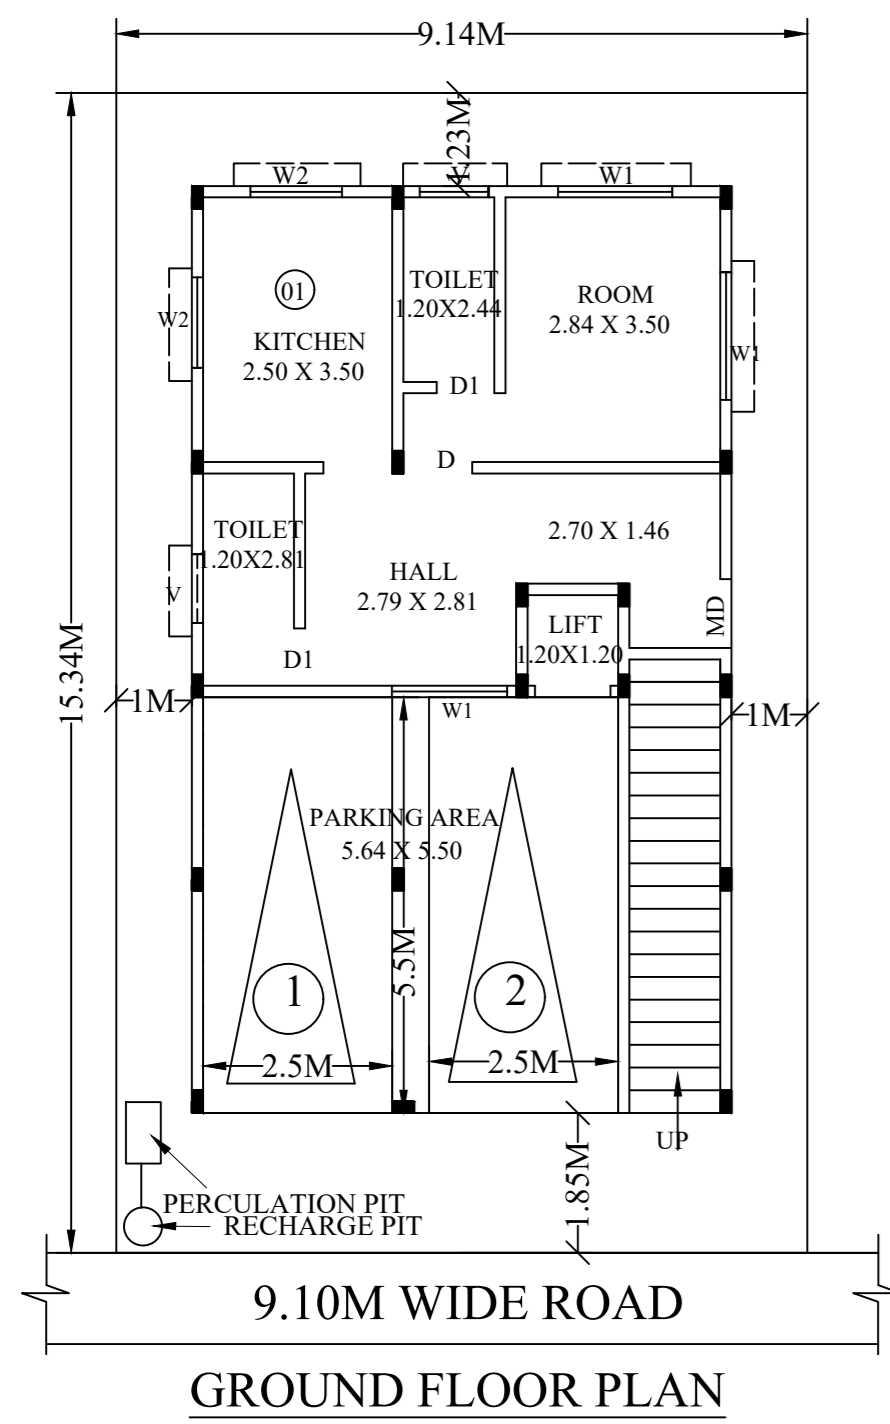 9.14M
1.23M
W2
V
W1
TOILET
1.20X2.44
ROOM
2.84 X 3.50
01
KITCHEN
2.50 X 3.50
W2
W1
D1
D
TOILET
1.20X2.81
2.70 X 1.46
HALL
2.79 X 2.81
V
LIFT
1.20X1.20
MD
D1
15.34M
1M
W1
1M
PARKING AREA
5.64 X 5.50
5.5M
1
2
2.5M
2.5M
UP
1.85M
PERCULATION PIT
RECHARGE PIT
9.10M WIDE ROAD
GROUND FLOOR PLAN